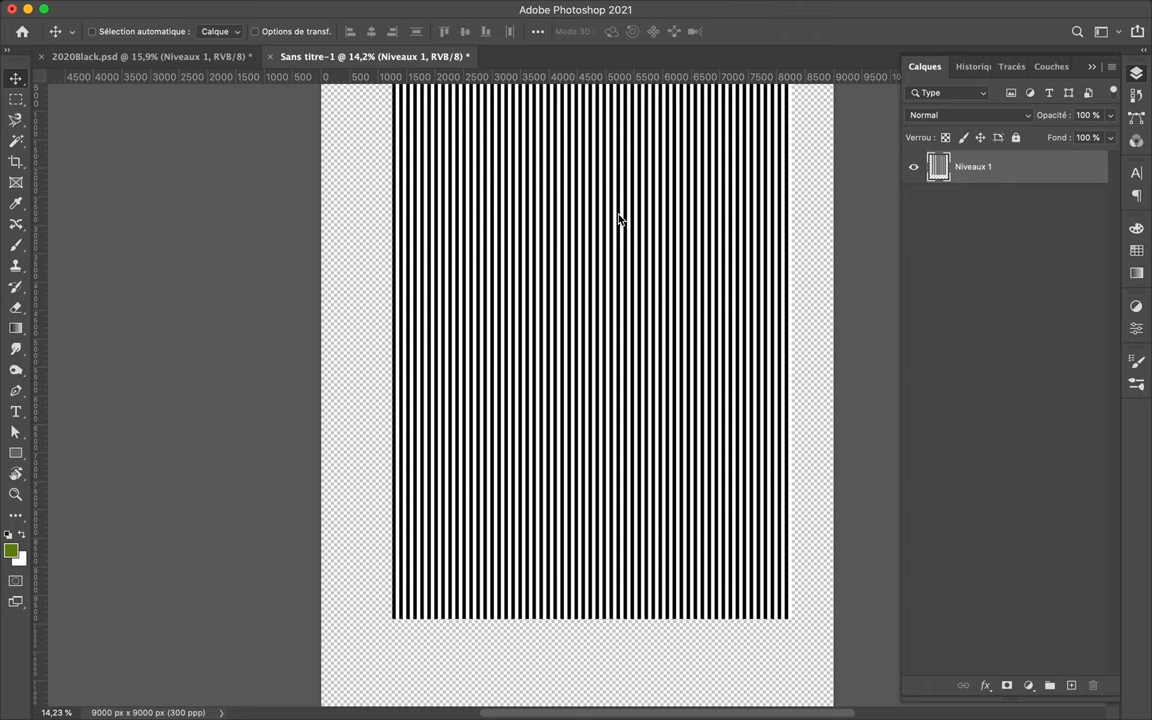 Adobe Photoshop 2021
Sélection automatique : Calque Options de transf. Mode 3D :
2020Black.psd @ 15,9% (Niveaux 1, RVB/8) *
Sans titre-1 @ 14,2% (Niveaux 1, RVB/8) *
4500 4000 3500 3000 2500 2000 1500 1000 500 0 500 1000 1500 2000 2500 3000 3500 4000 4500 5000 5500 6000 6500 7000 7500 8000 8500 9000 9500
Calques Historiq Tracés Couches
Type
Normal Opacité : 100 %
Verrou : Fond : 100 %
Niveaux 1
14,23 % 9000 px x 9000 px (300 ppp)